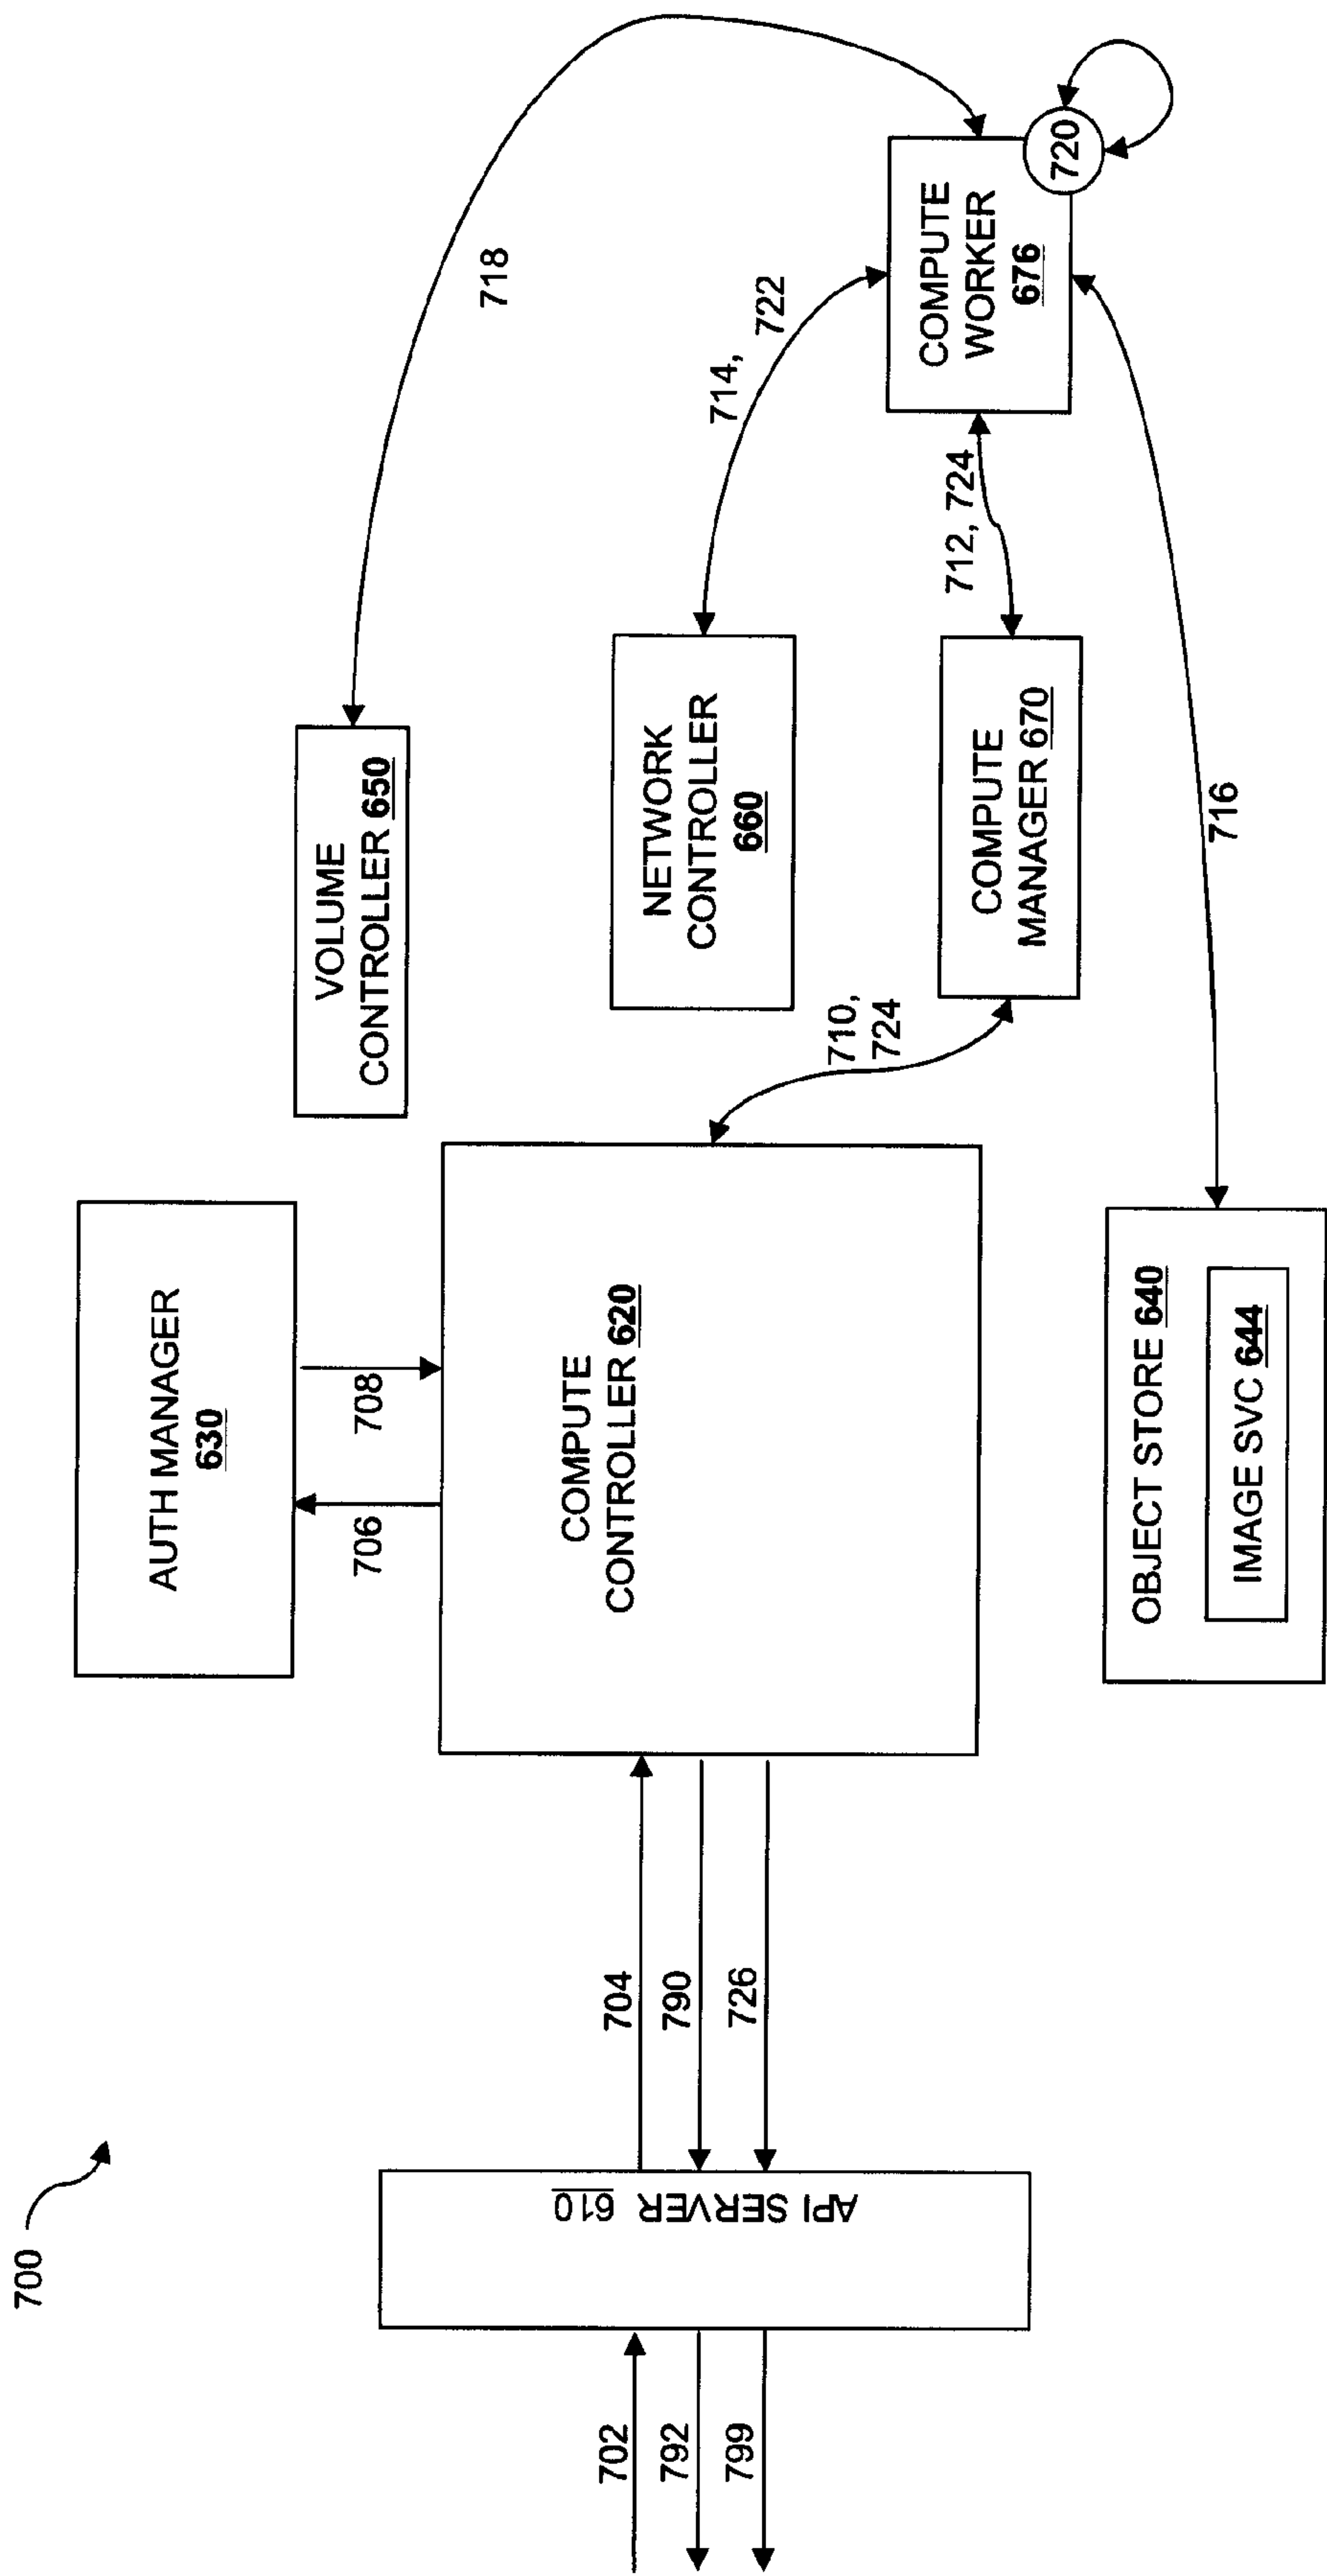 700
702
792
799
API SERVER 610
704
790
726
AUTH MANAGER
630
706
708
COMPUTE
CONTROLLER 620
OBJECT STORE 640
IMAGE SVC 644
VOLUME
CONTROLLER 650
NETWORK
CONTROLLER
660
COMPUTE
MANAGER 670
710,
724
718
714,
722
712, 724
716
COMPUTE
WORKER
676
720